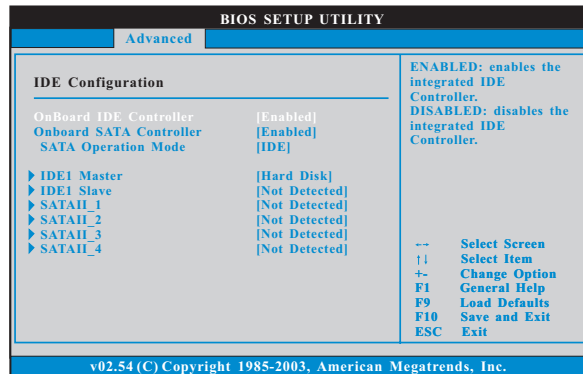 BIOS SETUP UTILITY
Advanced
IDE Configuration
OnBoard IDE Controller [Enabled]
Onboard SATA Controller [Enabled]
SATA Operation Mode [IDE]
IDE1 Master [Hard Disk]
IDE1 Slave [Not Detected]
SATAII_1 [Not Detected]
SATAII_2 [Not Detected]
SATAII_3 [Not Detected]
SATAII_4 [Not Detected]
ENABLED: enables the
integrated IDE
Controller.
DISABLED: disables the
integrated IDE
Controller.
←→ Select Screen
↑↓ Select Item
+- Change Option
F1 General Help
F9 Load Defaults
F10 Save and Exit
ESC Exit
v02.54 (C) Copyright 1985-2003, American Megatrends, Inc.